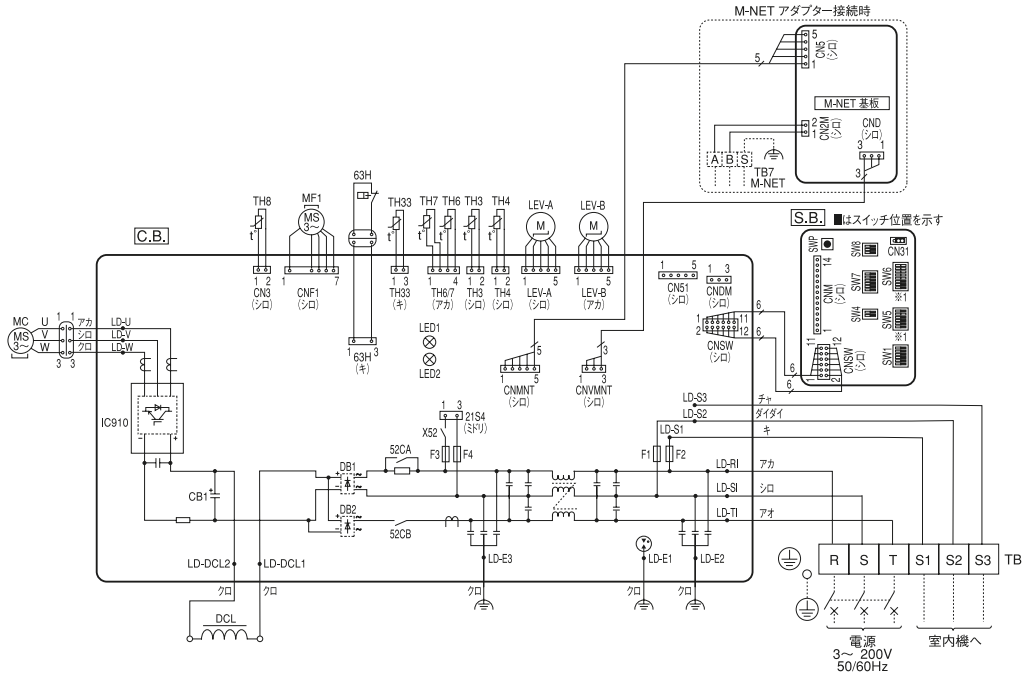 M-NET アダプター接続時
5
CN5
(シロ)
1
5
M-NET 基板
2
1
CN2M
(シロ)
CND
(シロ)
3 1
3
A B S
TB7
M-NET
S.B. ■はスイッチ位置を示す
SWP
SW8
CN31
14
CNM
(シロ)
1
SW7
SW6
※1
SW4
SW5
※1
SW1
11
12
CNSW
(シロ)
1
2
6
6
C.B.
TH8
t°
1 2
CN3
(シロ)
MF1
MS
3～
1 7
CNF1
(シロ)
63H
1 3
63H
(キ)
TH33
t°
1 2
TH33
(キ)
TH7 TH6
t° t°
1 4
TH6/7
(アカ)
TH3
t°
1 2
TH3
(シロ)
TH4
t°
1 2
TH4
(シロ)
LEV-A
M
1 5
LEV-A
(シロ)
LEV-B
M
1 5
LEV-B
(アカ)
1 5
CN51
(シロ)
1 3
CNDM
(シロ)
1 11
2 12
CNSW
(シロ)
6
6
LED1
LED2
5
1 5
CNMNT
(シロ)
3
1 3
CNVMNT
(シロ)
MC
MS
3～
U 1 1 アカ LD-U
V シロ LD-V
W クロ LD-W
3 3
IC910
- +
CB1
LD-DCL2
LD-DCL1
クロ
クロ
DCL
DB1
+ ～
- ～
DB2
+ ～
- ～
52CA
52CB
X52
1 3
21S4
(ミドリ)
F3 F4
F1 F2
LD-S3 チャ
LD-S2 ダイダイ
LD-S1 キ
LD-RI アカ
LD-SI シロ
LD-TI アオ
LD-E3
クロ
LD-E1
クロ
LD-E2
クロ
R S T S1 S2 S3 TB
電源
3～ 200V
50/60Hz
室内機へ